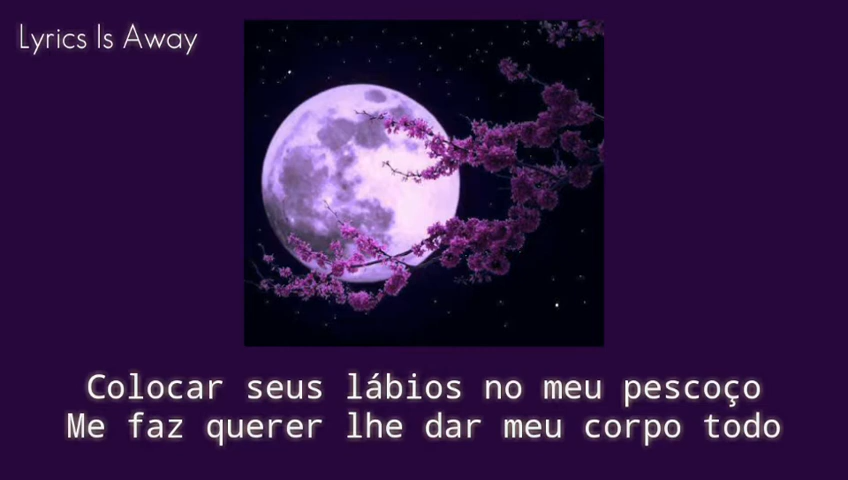 Lyrics Is Away
Colocar seus lábios no meu pescoço
Me faz querer lhe dar meu corpo todo